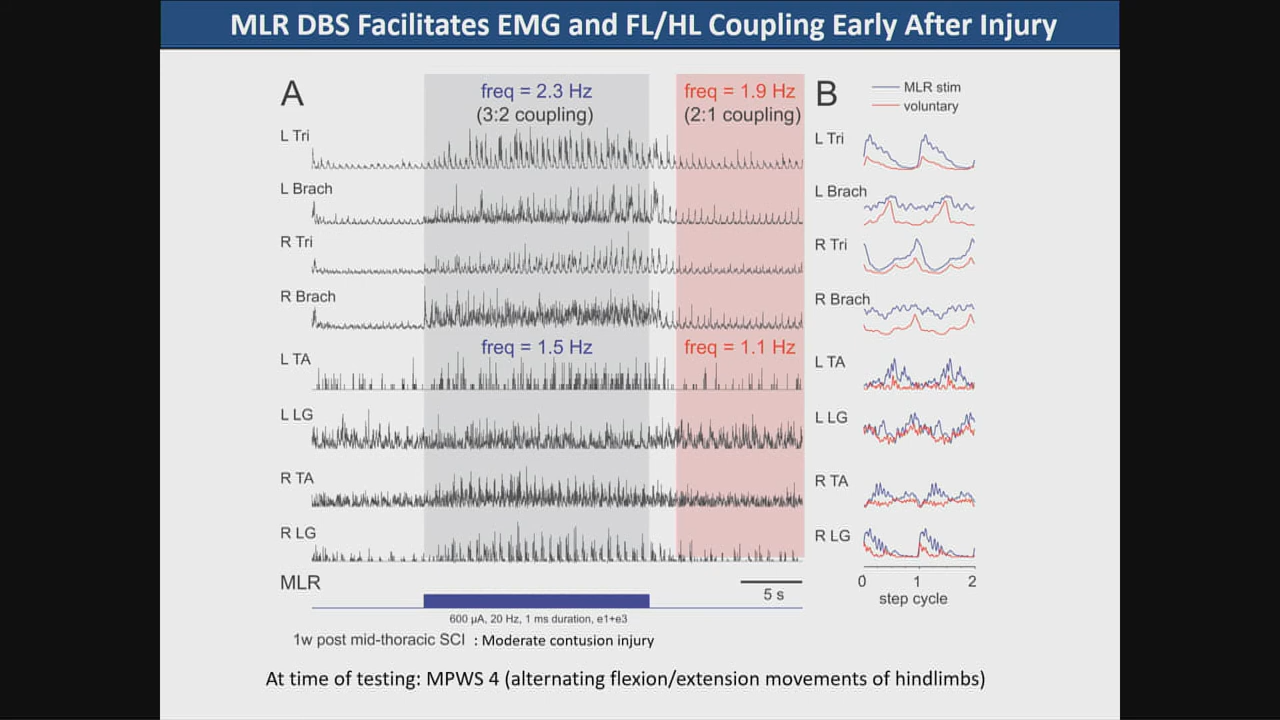 MLR DBS Facilitates EMG and FL/HL Coupling Early After Injury
A
freq = 2.3 Hz
(3:2 coupling)
freq = 1.9 Hz
(2:1 coupling)
L Tri
L Brach
R Tri
R Brach
freq = 1.5 Hz
freq = 1.1 Hz
L TA
L LG
R TA
R LG
MLR
5 s
600 µA, 20 Hz, 1 ms duration, e1+e3
B
MLR stim
voluntary
L Tri
L Brach
R Tri
R Brach
L TA
L LG
R TA
R LG
0 1 2
step cycle
1w post mid-thoracic SCI : Moderate contusion injury
At time of testing: MPWS 4 (alternating flexion/extension movements of hindlimbs)